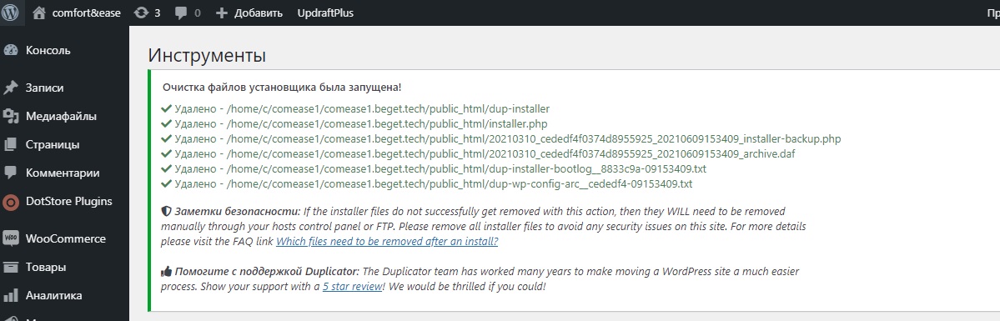 comfort&ease 3 0 Добавить UpdraftPlus Пр
Консоль
Записи
Медиафайлы
Страницы
Комментарии
DotStore Plugins
WooCommerce
Товары
Аналитика
Инструменты
Очистка файлов установщика была запущена!
Удалено - /home/c/comease1/comease1.beget.tech/public_html/dup-installer
Удалено - /home/c/comease1/comease1.beget.tech/public_html/installer.php
Удалено - /home/c/comease1/comease1.beget.tech/public_html/20210310_cededf4f0374d8955925_20210609153409_installer-backup.php
Удалено - /home/c/comease1/comease1.beget.tech/public_html/20210310_cededf4f0374d8955925_20210609153409_archive.daf
Удалено - /home/c/comease1/comease1.beget.tech/public_html/dup-installer-bootlog__8833c9a-09153409.txt
Удалено - /home/c/comease1/comease1.beget.tech/public_html/dup-wp-config-arc__cededf4-09153409.txt
Заметки безопасности: If the installer files do not successfully get removed with this action, then they WILL need to be removed
manually through your hosts control panel or FTP. Please remove all installer files to avoid any security issues on this site. For more details
please visit the FAQ link Which files need to be removed after an install?
Помогите с поддержкой Duplicator: The Duplicator team has worked many years to make moving a WordPress site a much easier
process. Show your support with a 5 star review! We would be thrilled if you could!